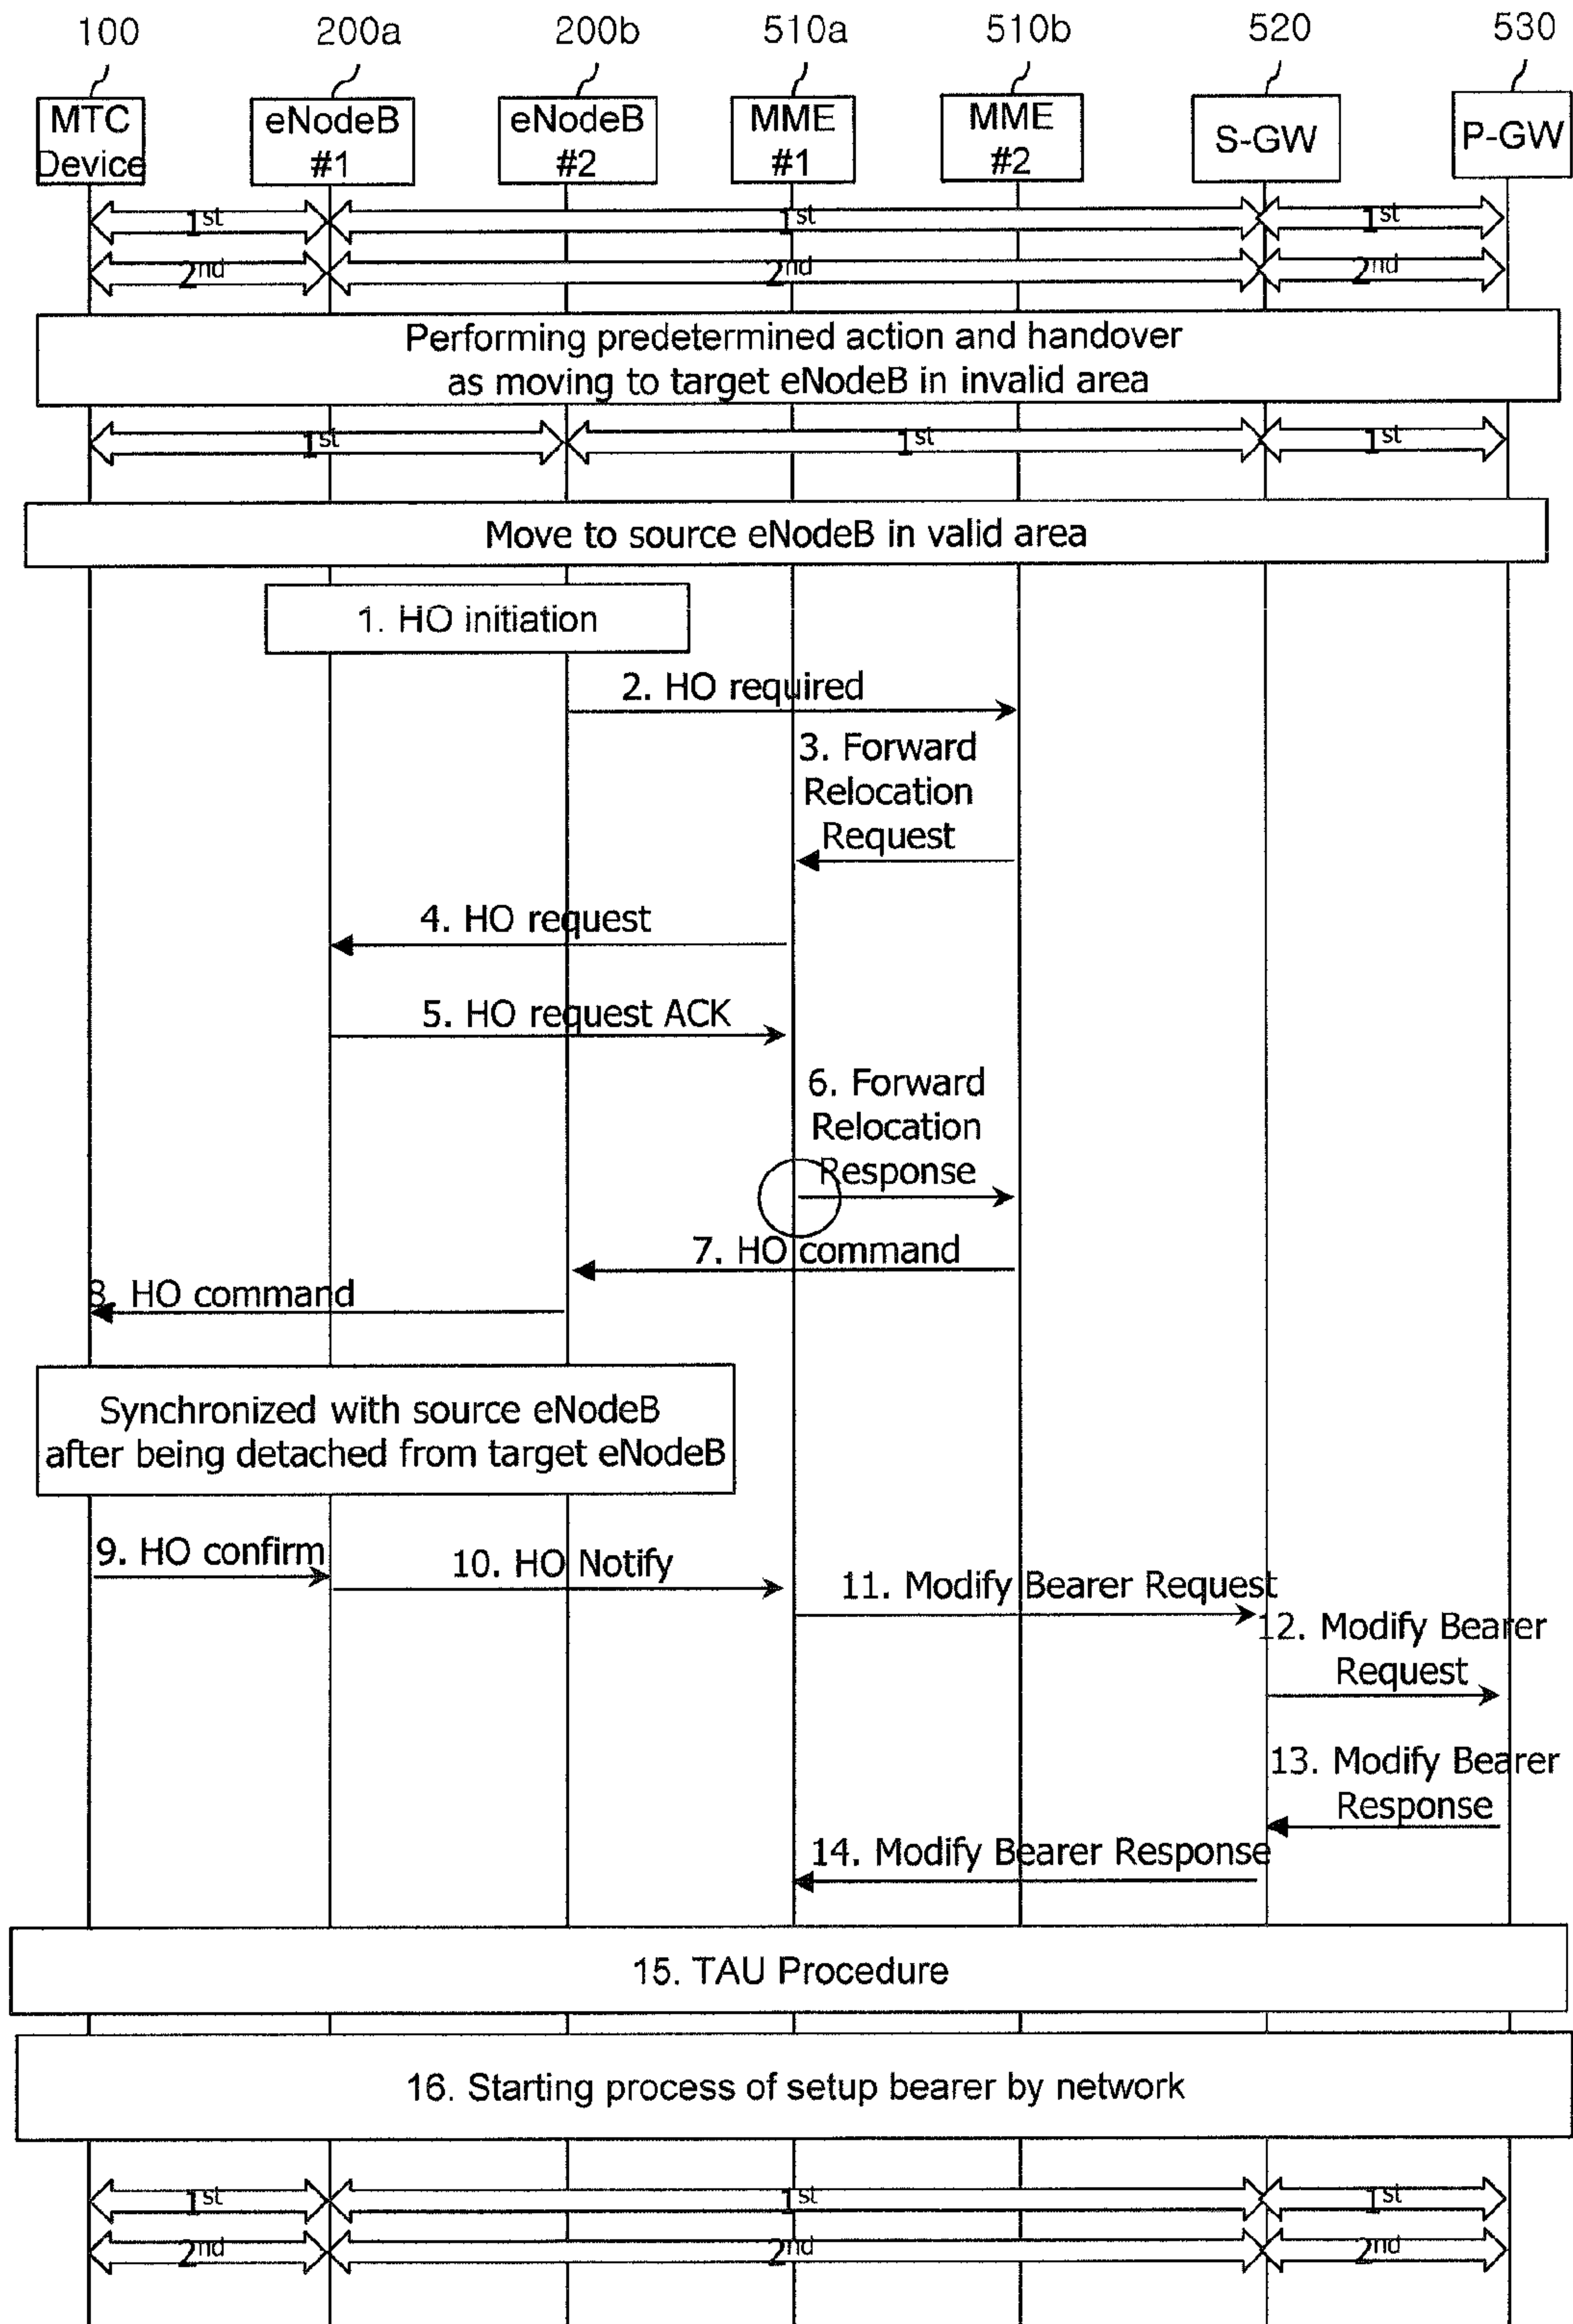 100 200a 200b 510a 510b 520 530
MTC Device
eNodeB #1
eNodeB #2
MME #1
MME #2
S-GW
P-GW
1st 1st 1st
2nd 2nd 2nd
Performing predetermined action and handover
as moving to target eNodeB in invalid area
1st 1st 1st
Move to source eNodeB in valid area
1. HO initiation
2. HO required
3. Forward
Relocation
Request
4. HO request
5. HO request ACK
6. Forward
Relocation
Response
7. HO command
8. HO command
Synchronized with source eNodeB
after being detached from target eNodeB
9. HO confirm
10. HO Notify
11. Modify Bearer Request
12. Modify Bearer
Request
13. Modify Bearer
Response
14. Modify Bearer Response
15. TAU Procedure
16. Starting process of setup bearer by network
1st 1st 1st
2nd 2nd 2nd